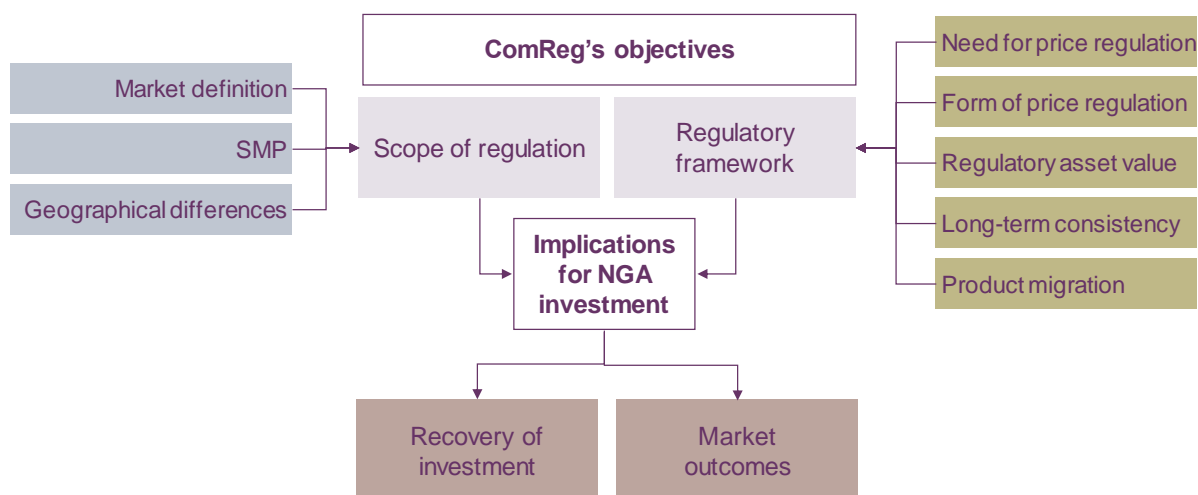 ComReg's objectives
Market definition
SMP
Geographical differences
Scope of regulation
Regulatory
framework
Need for price regulation
Form of price regulation
Regulatory asset value
Long-term consistency
Product migration
Implications
for NGA
investment
Recovery of
investment
Market
outcomes